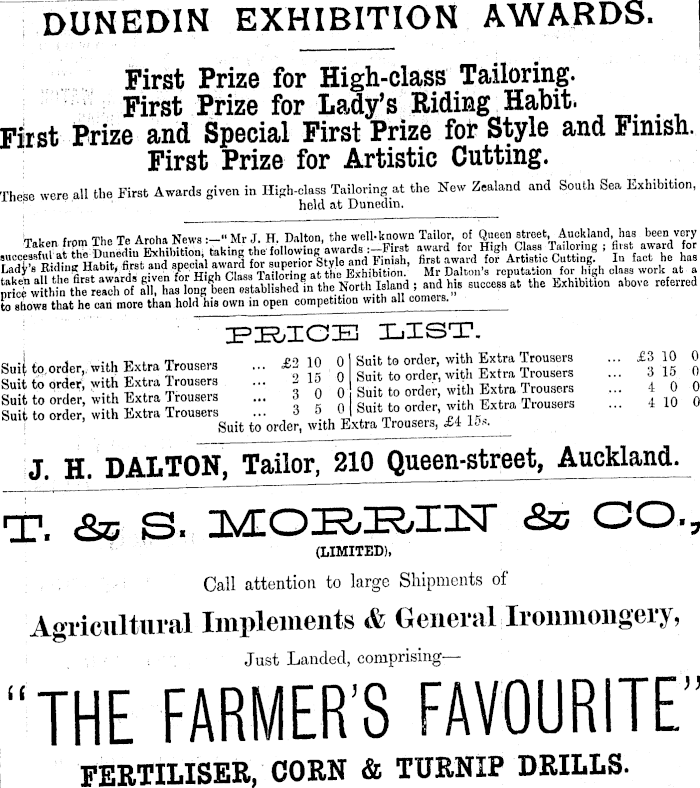 DUNEDIN EXHIBITION AWARDS.
First Prize for High-class Tailoring.
First Prize for Lady's Riding Habit.
First Prize and Special First Prize for Style and Finish.
First Prize for Artistic Cutting.
These were all the First Awards given in High-class Tailoring at the New Zealand and South Sea Exhibition,
held at Dunedin.
Taken from The Te Aroha News:—"Mr J. H. Dalton, the well-known Tailor, of Queen street, Auckland, has been very
successful at the Dunedin Exhibition, taking the following awards:—First award for High Class Tailoring; first award for
Lady's Riding Habit, first and special award for superior Style and Finish, first award for Artistic Cutting. In fact he has
taken all the first awards given for High Class Tailoring at the Exhibition. Mr Dalton's reputation for high class work at a
price within the reach of all, has long been established in the North Island; and his success at the Exhibition above referred
to shows that he can more than hold his own in open competition with all comers."
PRICE LIST.
Suit to order, with Extra Trousers ... £2 10 0 Suit to order, with Extra Trousers ... £3 10 0
Suit to order, with Extra Trousers ... 2 15 0 Suit to order, with Extra Trousers ... 3 15 0
Suit to order, with Extra Trousers ... 3 0 0 Suit to order, with Extra Trousers ... 4 0 0
Suit to order, with Extra Trousers ... 3 5 0 Suit to order, with Extra Trousers ... 4 10 0
Suit to order, with Extra Trousers, £4 15s.
J. H. DALTON, Tailor, 210 Queen-street, Auckland.
T. & S. MORRIN & CO.,
(LIMITED),
Call attention to large Shipments of
Agricultural Implements & General Ironmongery,
Just Landed, comprising—
"THE FARMER'S FAVOURITE"
FERTILISER, CORN & TURNIP DRILLS.